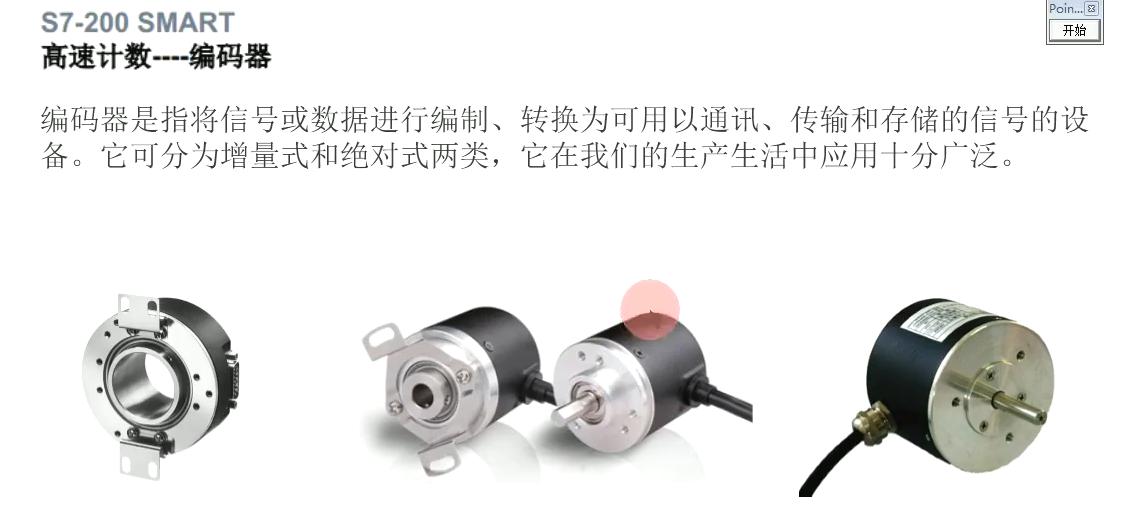 S7-200 SMART
Poin...
高速计数----编码器
开始
编码器是指将信号或数据进行编制、转换为可用以通讯、传输和存储的信号的设
备。它可分为增量式和绝对式两类，它在我们的生产生活中应用十分广泛。